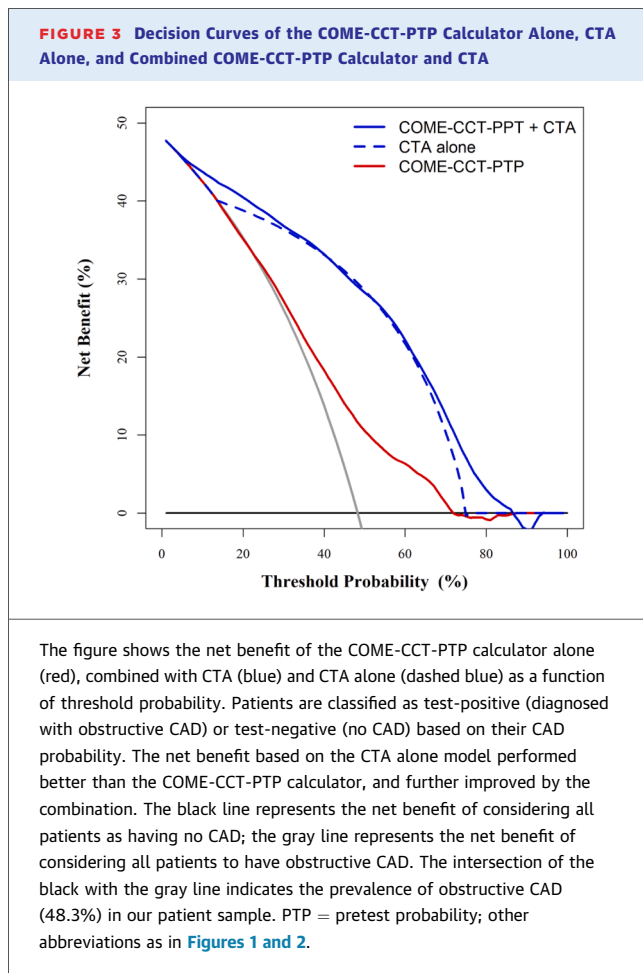 FIGURE 3 Decision Curves of the COME-CCT-PTP Calculator Alone, CTA
Alone, and Combined COME-CCT-PTP Calculator and CTA
COME-CCT-PPT + CTA
CTA alone
COME-CCT-PTP
Net Benefit (%)
50
40
30
20
10
0
0 20 40 60 80 100
Threshold Probability (%)
The figure shows the net benefit of the COME-CCT-PTP calculator alone
(red), combined with CTA (blue) and CTA alone (dashed blue) as a function
of threshold probability. Patients are classified as test-positive (diagnosed
with obstructive CAD) or test-negative (no CAD) based on their CAD
probability. The net benefit based on the CTA alone model performed
better than the COME-CCT-PTP calculator, and further improved by the
combination. The black line represents the net benefit of considering all
patients as having no CAD; the gray line represents the net benefit of
considering all patients to have obstructive CAD. The intersection of the
black with the gray line indicates the prevalence of obstructive CAD
(48.3%) in our patient sample. PTP = pretest probability; other
abbreviations as in Figures 1 and 2.